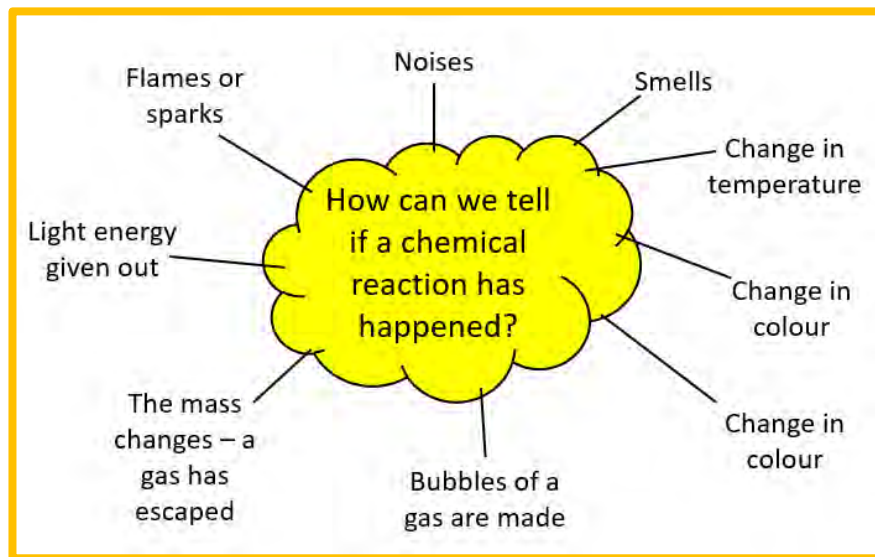 Noises
Flames or
sparks
Smells
Change in
temperature
How can we tell
if a chemical
reaction has
happened?
Light energy
given out
Change in
colour
The mass
changes – a
gas has
escaped
Bubbles of a
gas are made
Change in
colour